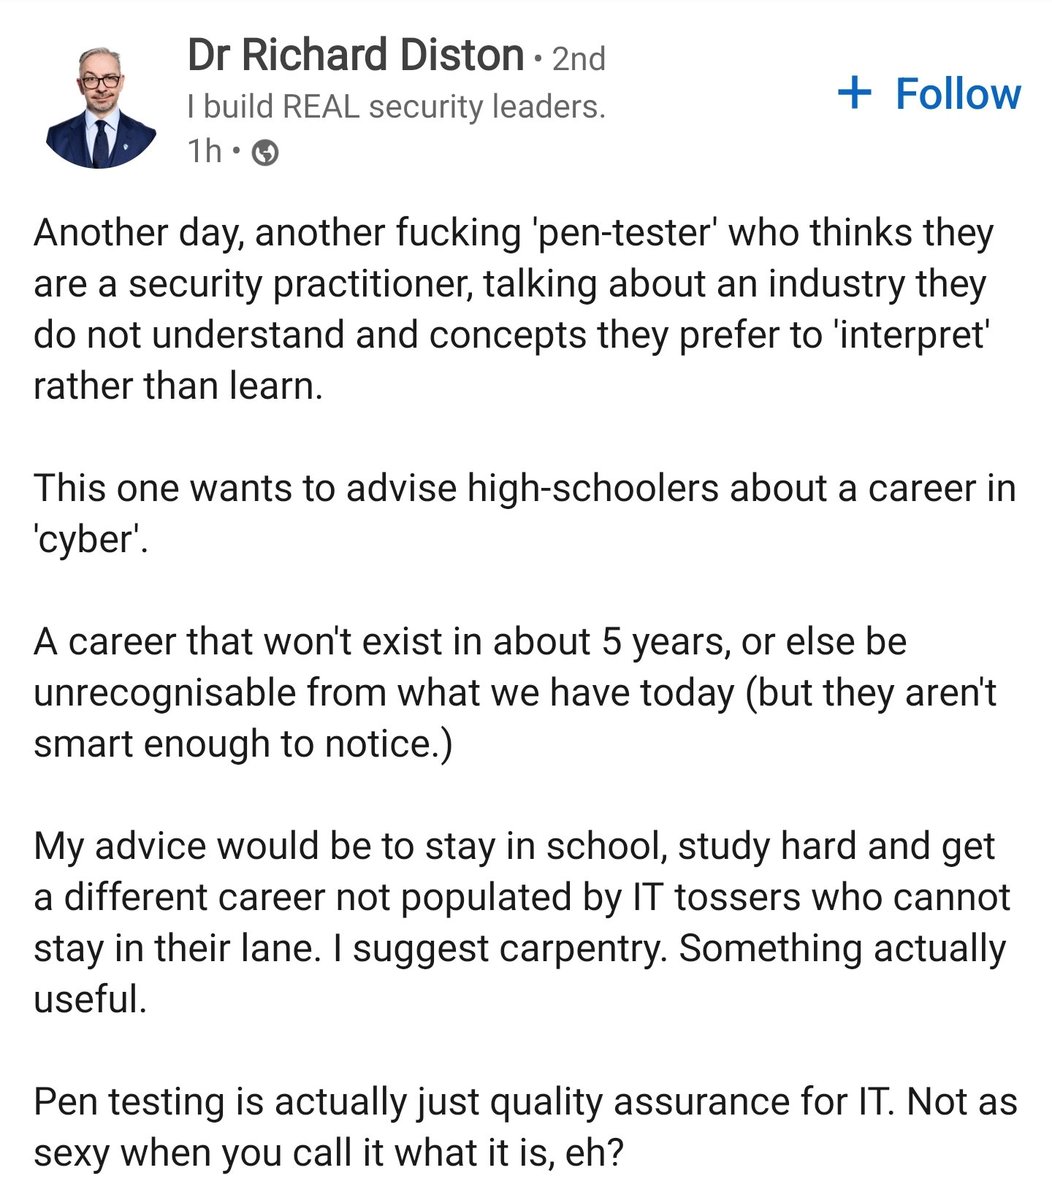 Dr Richard Diston • 2nd
I build REAL security leaders.
1h •
+ Follow
Another day, another fucking 'pen-tester' who thinks they
are a security practitioner, talking about an industry they
do not understand and concepts they prefer to 'interpret'
rather than learn.
This one wants to advise high-schoolers about a career in
'cyber'.
A career that won't exist in about 5 years, or else be
unrecognisable from what we have today (but they aren't
smart enough to notice.)
My advice would be to stay in school, study hard and get
a different career not populated by IT tossers who cannot
stay in their lane. I suggest carpentry. Something actually
useful.
Pen testing is actually just quality assurance for IT. Not as
sexy when you call it what it is, eh?